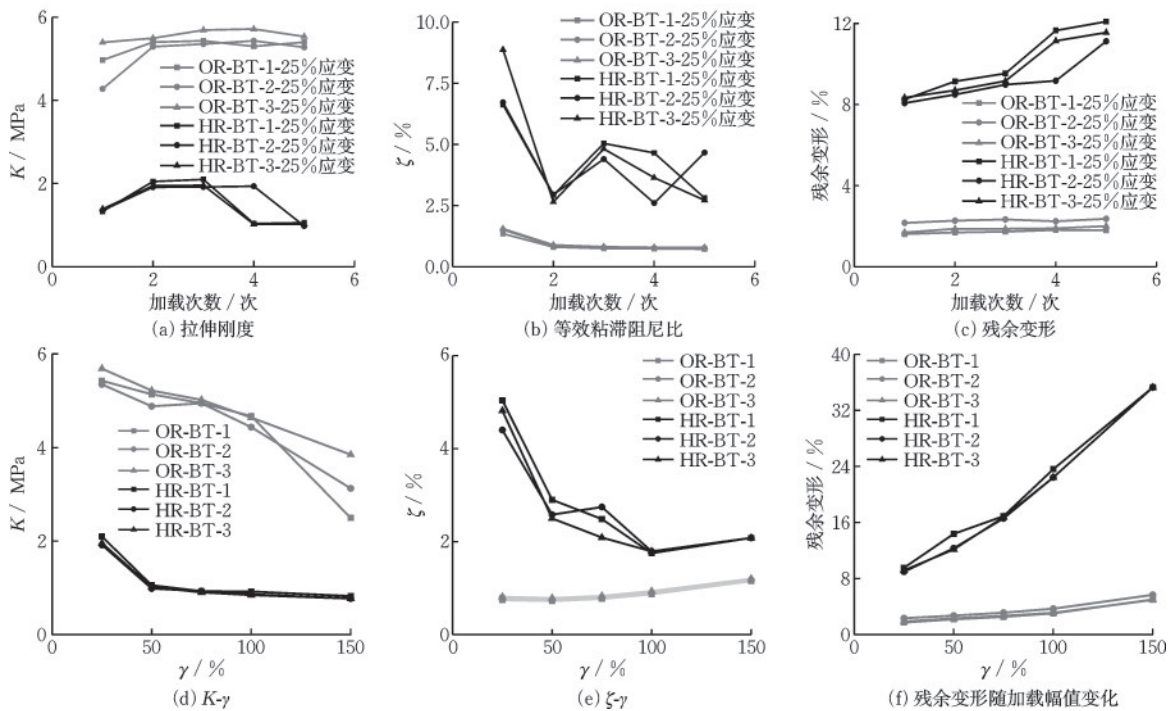 6
4
2
0
K / MPa
OR-BT-1-25%应变
OR-BT-2-25%应变
OR-BT-3-25%应变
HR-BT-1-25%应变
HR-BT-2-25%应变
HR-BT-3-25%应变
0 2 4 6
加载次数 / 次
(a) 拉伸刚度
10.0
7.5
5.0
2.5
0.0
ζ / %
OR-BT-1-25%应变
OR-BT-2-25%应变
OR-BT-3-25%应变
HR-BT-1-25%应变
HR-BT-2-25%应变
HR-BT-3-25%应变
0 2 4 6
加载次数 / 次
(b) 等效粘滞阻尼比
12
8
4
0
残余变形 / %
OR-BT-1-25%应变
OR-BT-2-25%应变
OR-BT-3-25%应变
HR-BT-1-25%应变
HR-BT-2-25%应变
HR-BT-3-25%应变
0 2 4 6
加载次数 / 次
(c) 残余变形
6
4
2
0
K / MPa
OR-BT-1
OR-BT-2
OR-BT-3
HR-BT-1
HR-BT-2
HR-BT-3
50 100 150
γ / %
(d) K-γ
6
4
2
0
ζ / %
OR-BT-1
OR-BT-2
OR-BT-3
HR-BT-1
HR-BT-2
HR-BT-3
50 100 150
γ / %
(e) ζ-γ
40
32
24
16
8
0
残余变形 / %
OR-BT-1
OR-BT-2
OR-BT-3
HR-BT-1
HR-BT-2
HR-BT-3
50 100 150
γ / %
(f) 残余变形随加载幅值变化